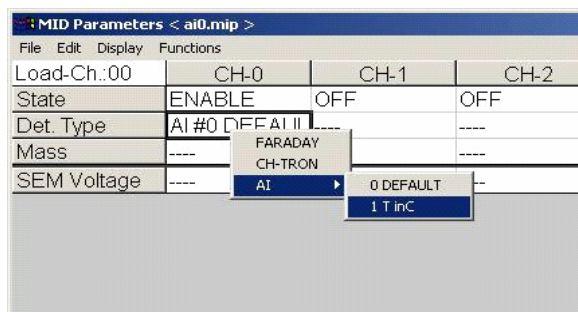 MID Parameters < ai0.mip >
File Edit Display Functions
Load-Ch.:00 CH-0 CH-1 CH-2
State ENABLE OFF OFF
Det. Type AI #0 DEFAUL ---- ----
FARADAY
Mass ----
CH-TRON
SEM Voltage ---- AI 0 DEFAULT --
1 T inC